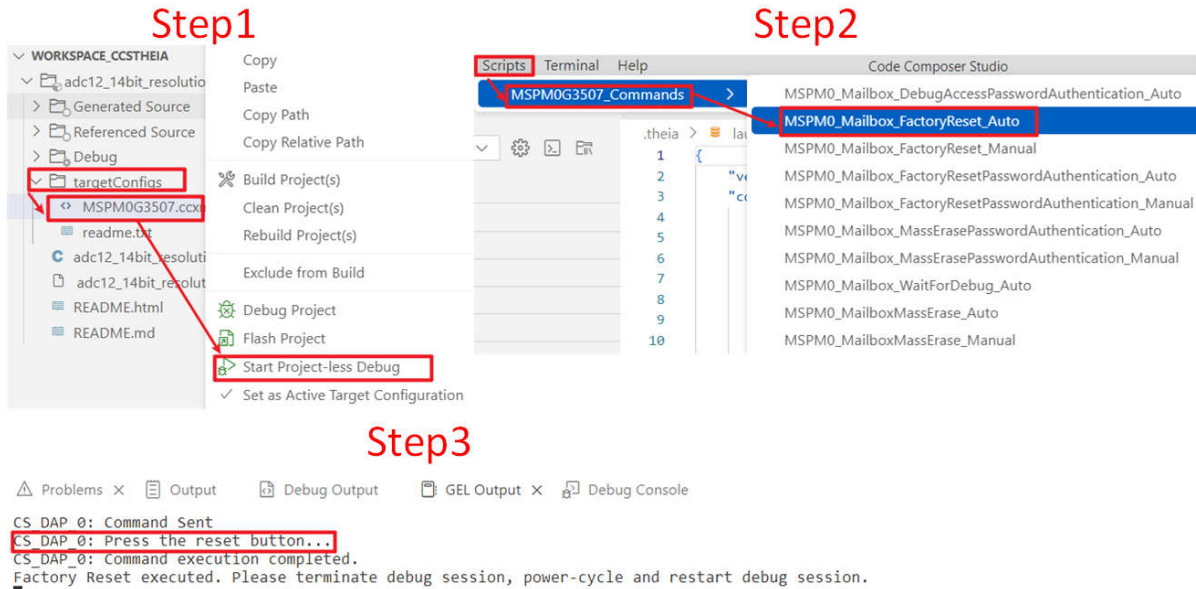 Step1
WORKSPACE_CCSTHEIA
adc12_14bit_resolutio
Generated Source
Referenced Source
Debug
targetConfigs
MSPM0G3507.ccxm
readme.txt
adc12_14bit_resoluti
adc12_14bit_resolut
README.html
README.md
Copy
Paste
Copy Path
Copy Relative Path
Build Project(s)
Clean Project(s)
Rebuild Project(s)
Exclude from Build
Debug Project
Flash Project
Start Project-less Debug
Set as Active Target Configuration
Step2
Scripts Terminal Help Code Composer Studio
MSPM0G3507_Commands
.theia > lau
1 {
2 "ve
3 "co
4
5
6
7
8
9
10
MSPM0_Mailbox_DebugAccessPasswordAuthentication_Auto
MSPM0_Mailbox_FactoryReset_Auto
MSPM0_Mailbox_FactoryReset_Manual
MSPM0_Mailbox_FactoryResetPasswordAuthentication_Auto
MSPM0_Mailbox_FactoryResetPasswordAuthentication_Manual
MSPM0_Mailbox_MassErasePasswordAuthentication_Auto
MSPM0_Mailbox_MassErasePasswordAuthentication_Manual
MSPM0_Mailbox_WaitForDebug_Auto
MSPM0_MailboxMassErase_Auto
MSPM0_MailboxMassErase_Manual
Step3
Problems Output Debug Output GEL Output Debug Console
CS_DAP_0: Command Sent
CS_DAP_0: Press the reset button...
CS_DAP_0: Command execution completed.
Factory Reset executed. Please terminate debug session, power-cycle and restart debug session.